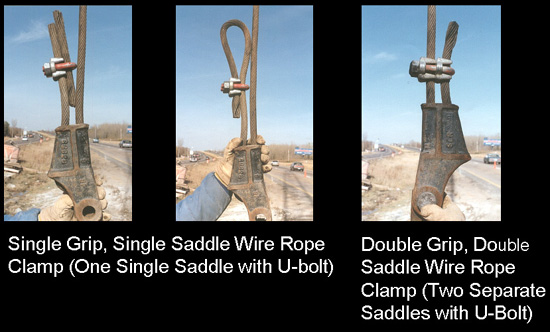 Single Grip, Single Saddle Wire Rope
Clamp (One Single Saddle with U-bolt)
Double Grip, Double
Saddle Wire Rope
Clamp (Two Separate
Saddles with U-Bolt)